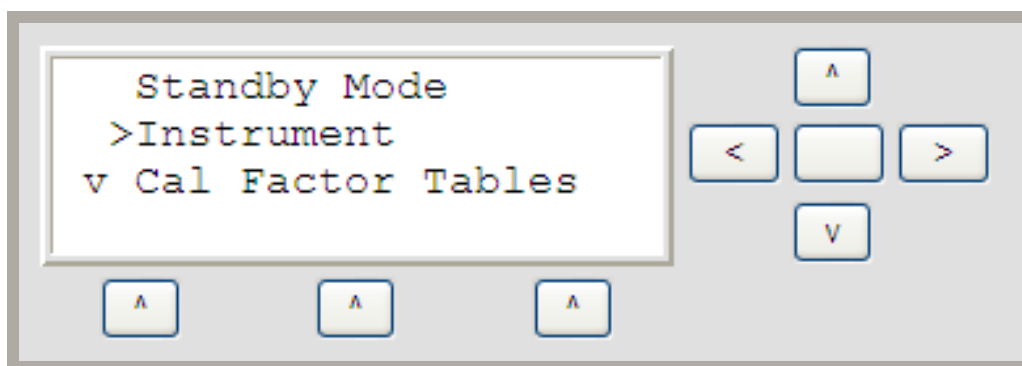 Standby Mode
>Instrument
v Cal Factor Tables
^
< >
v
^ ^ ^